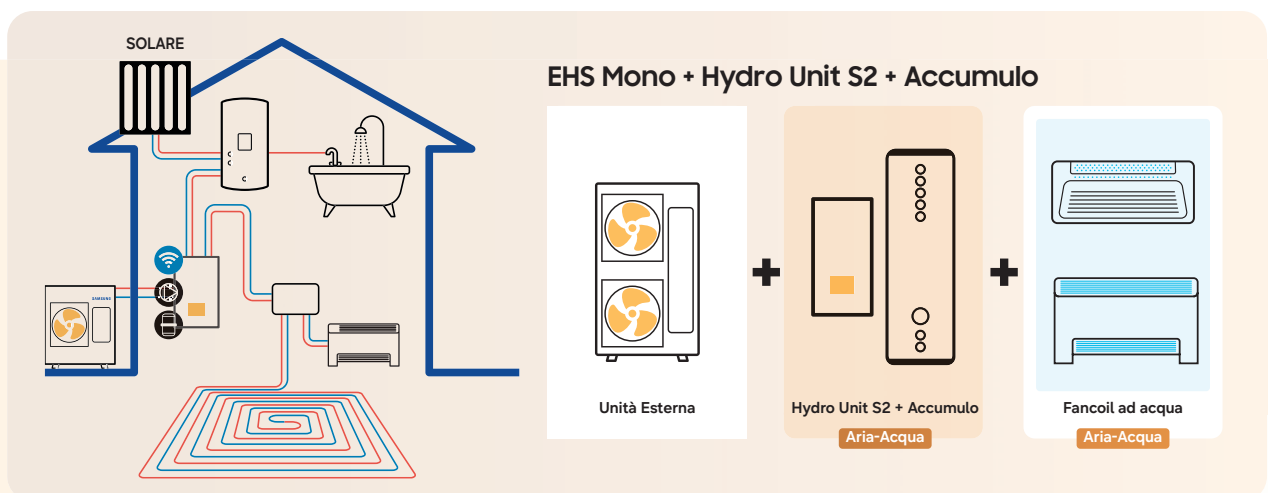 SOLARE
EHS Mono + Hydro Unit S2 + Accumulo
SAMSUNG
Unità Esterna
Hydro Unit S2 + Accumulo
Fancoil ad acqua
Aria-Acqua
Aria-Acqua